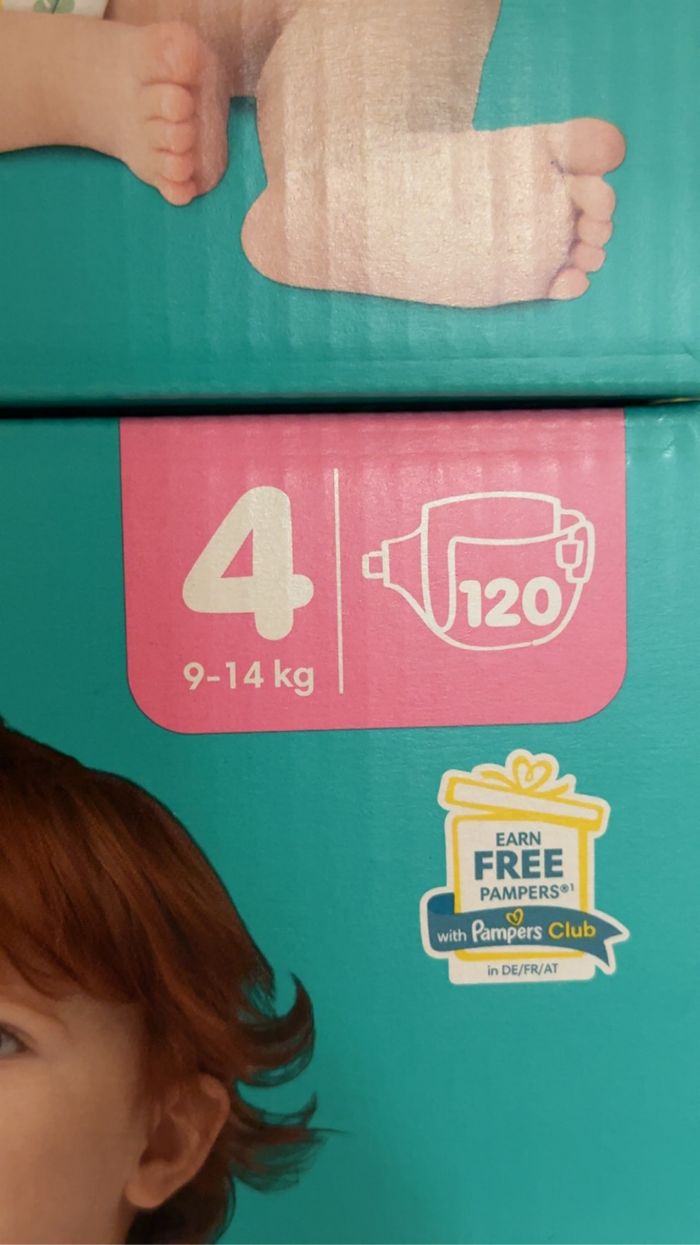 4
9-14 kg
120
EARN
FREE
PAMPERS®¹
with Pampers Club
in DE/FR/AT